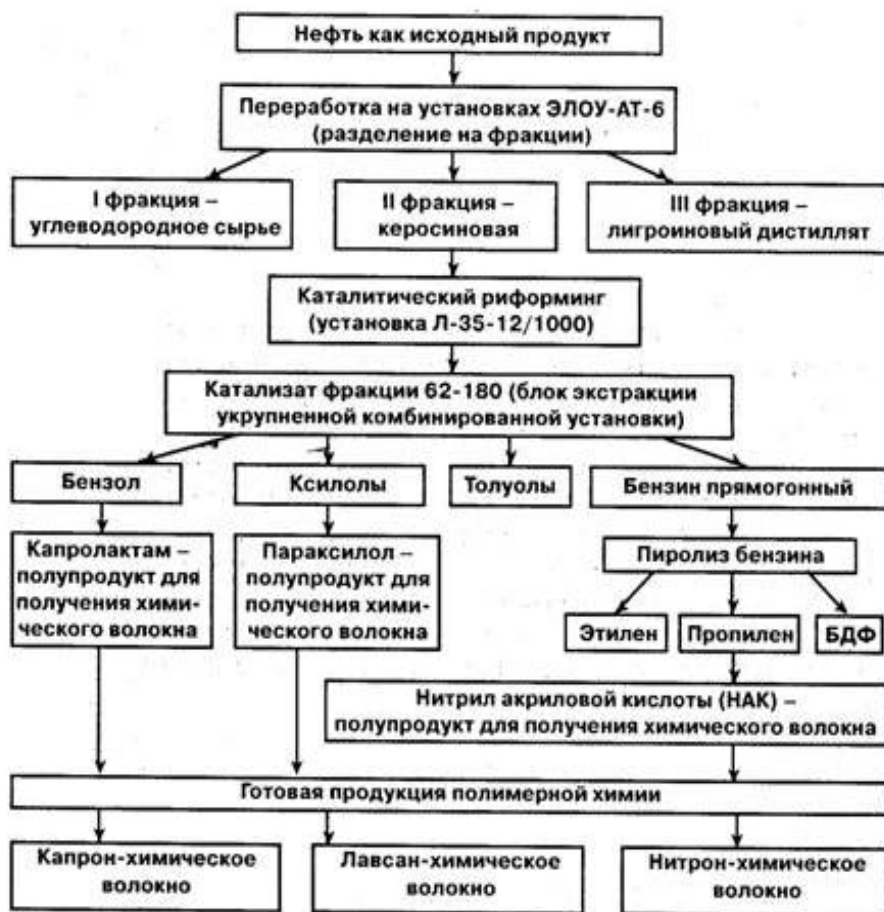 Нефть как исходный продукт
Переработка на установках ЭЛОУ-АТ-6
(разделение на фракции)
I фракция –
углеводородное сырье
II фракция –
керосиновая
III фракция –
лигроиновый дистиллят
Каталитический риформинг
(установка Л-35-12/1000)
Катализат фракции 62-180 (блок экстракции
укрупненной комбинированной установки)
Бензол
Ксилолы
Толуолы
Бензин прямогонный
Капролактам –
полупродукт для
получения хими-
ческого волокна
Параксилол –
полупродукт для
получения хими-
ческого волокна
Пиролиз бензина
Этилен
Пропилен
БДФ
Нитрил акриловой кислоты (НАК) –
полупродукт для получения химического волокна
Готовая продукция полимерной химии
Капрон-химическое
волокно
Лавсан-химическое
волокно
Нитрон-химическое
волокно